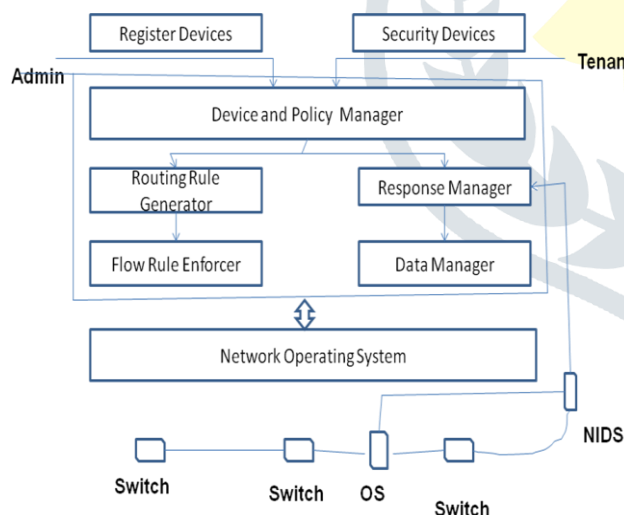 Register Devices
Security Devices
Admin
Tenan
Device and Policy Manager
Routing Rule
Generator
Response Manager
Flow Rule Enforcer
Data Manager
Network Operating System
NIDS
Switch
Switch
OS
Switch